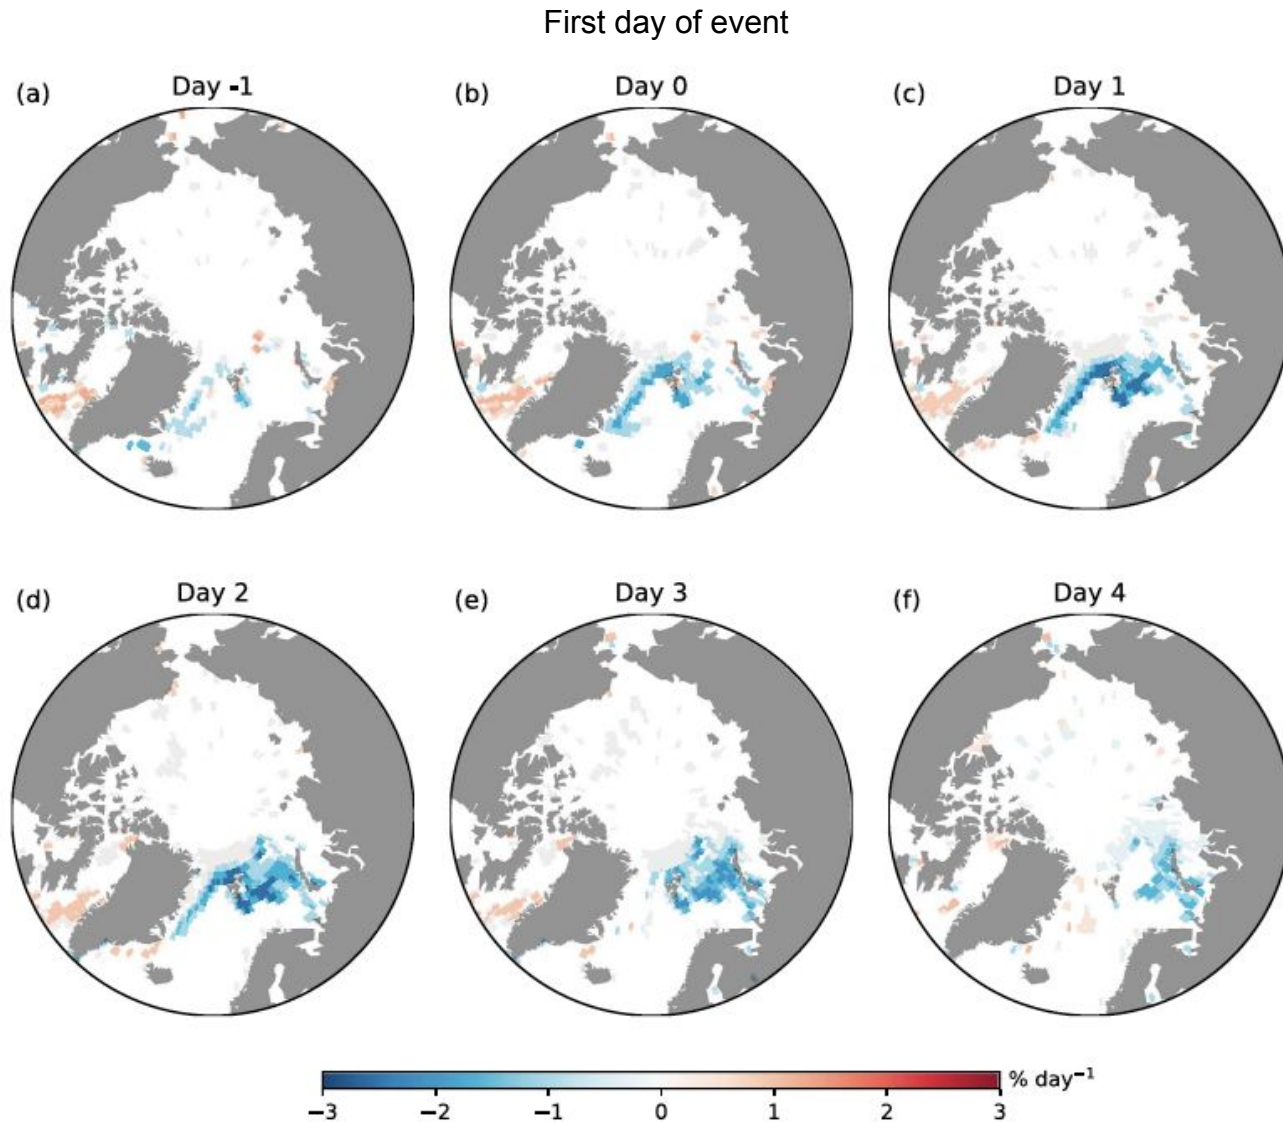 First day of event
(a) Day -1
(b) Day 0
(c) Day 1
(d) Day 2
(e) Day 3
(f) Day 4
% day⁻¹
−3 −2 −1 0 1 2 3